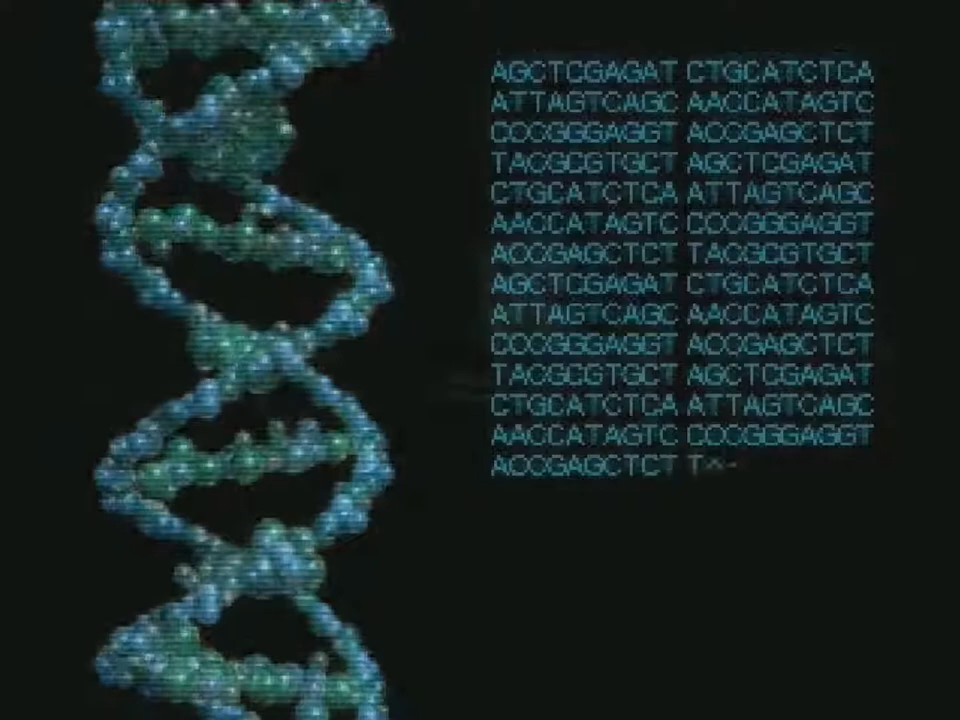 AGCTCGAGAT CTGCATCTCA
ATTAGTCAGC AACCATAGTC
CCCGGGAGGT ACCGAGCTCT
TACGCGTGCT AGCTCGAGAT
CTGCATCTCA ATTAGTCAGC
AACCATAGTC CCCGGGAGGT
ACCGAGCTCT TACGCGTGCT
AGCTCGAGAT CTGCATCTCA
ATTAGTCAGC AACCATAGTC
CCCGGGAGGT ACCGAGCTCT
TACGCGTGCT AGCTCGAGAT
CTGCATCTCA ATTAGTCAGC
AACCATAGTC CCCGGGAGGT
ACCGAGCTCT T